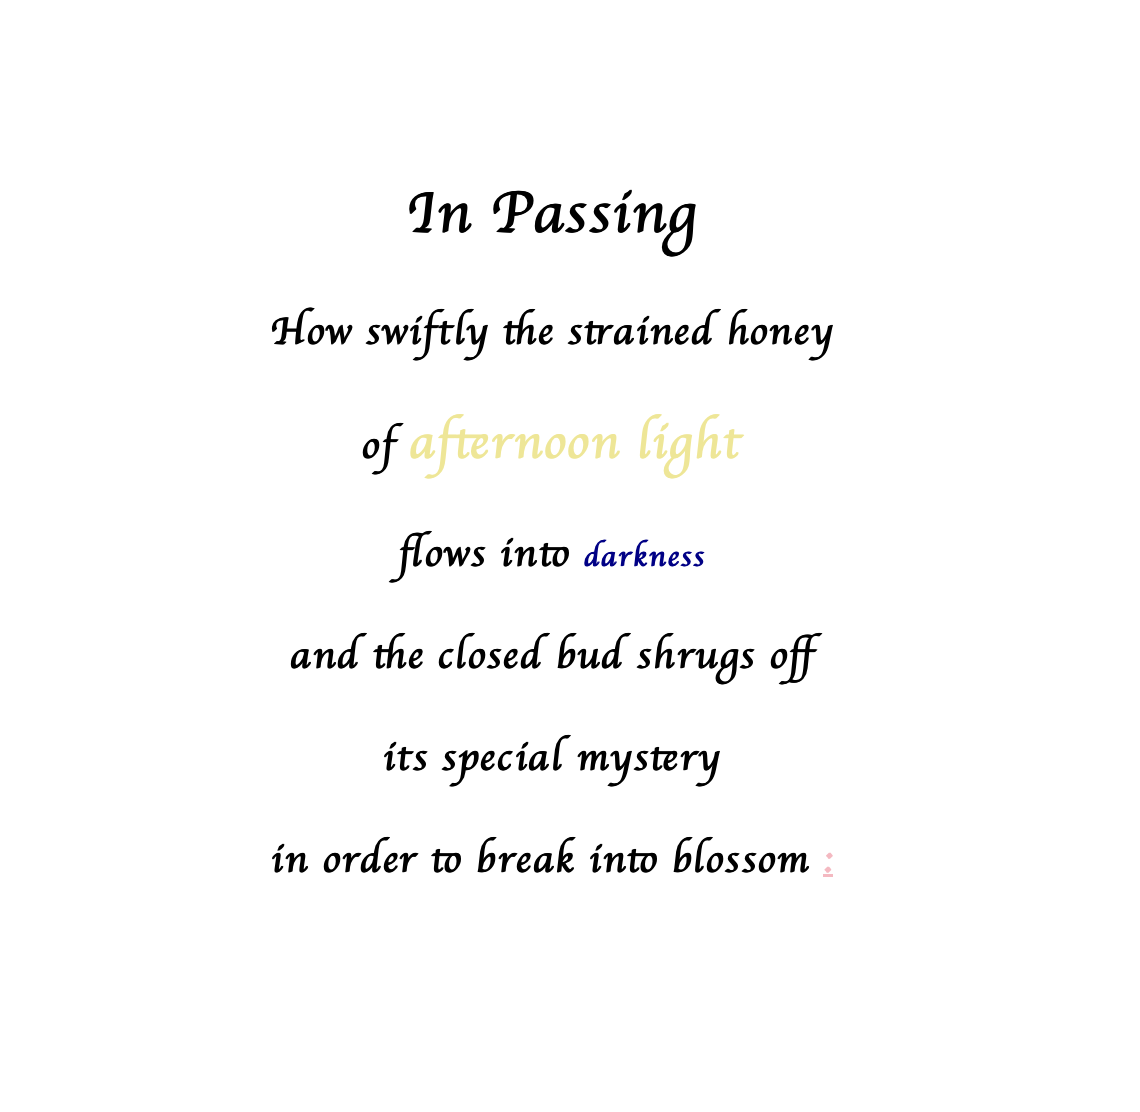 In Passing
How swiftly the strained honey
of afternoon light
flows into darkness
and the closed bud shrugs off
its special mystery
in order to break into blossom :